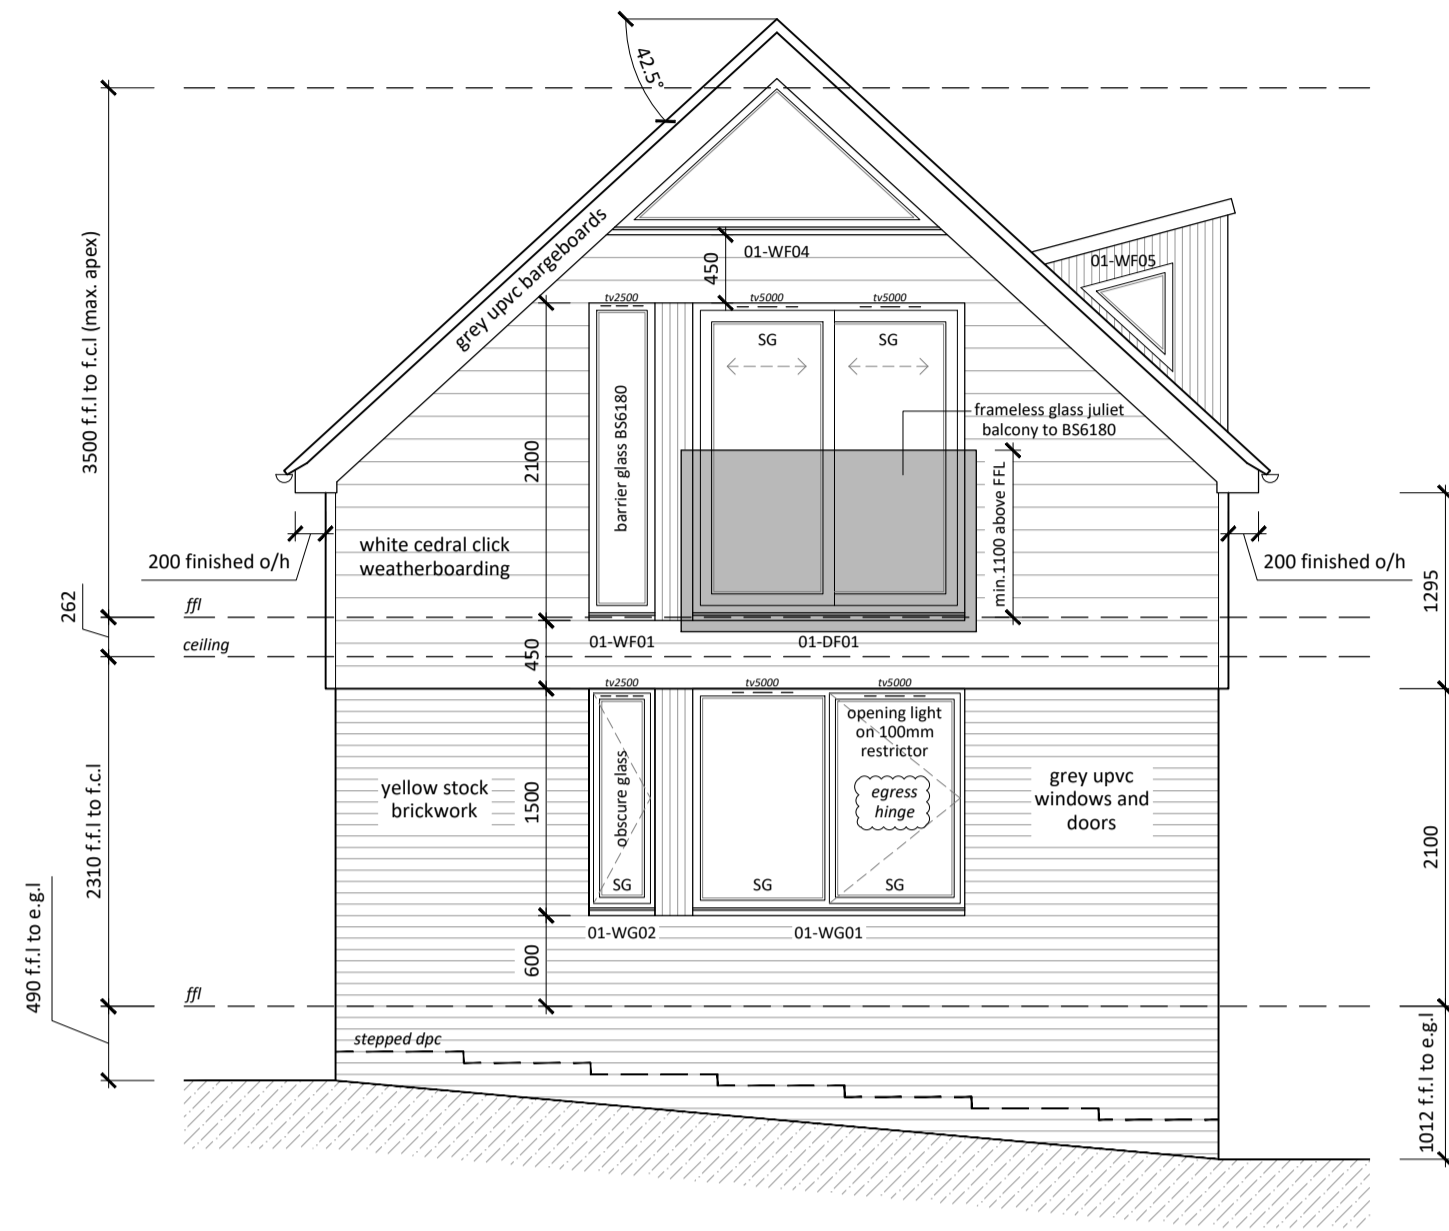 42.5°
3500 f.f.l to f.c.l (max. apex)
grey upvc bargeboards
450
01-WF04
01-WF05
tv2500
tv5000
tv5000
SG
SG
barrier glass BS6180
2100
frameless glass juliet
balcony to BS6180
min.1100 above FFL
white cedral click
weatherboarding
200 finished o/h
200 finished o/h
1295
262
ffl
ceiling
01-WF01
01-DF01
450
tv2500
tv5000
tv5000
opening light
on 100mm
restrictor
egress
hinge
obscure glass
SG
SG
SG
yellow stock
brickwork
grey upvc
windows and
doors
1500
2100
2310 f.f.l to f.c.l
01-WG02
01-WG01
600
490 f.f.l to e.g.l
ffl
stepped dpc
1012 f.f.l to e.g.l